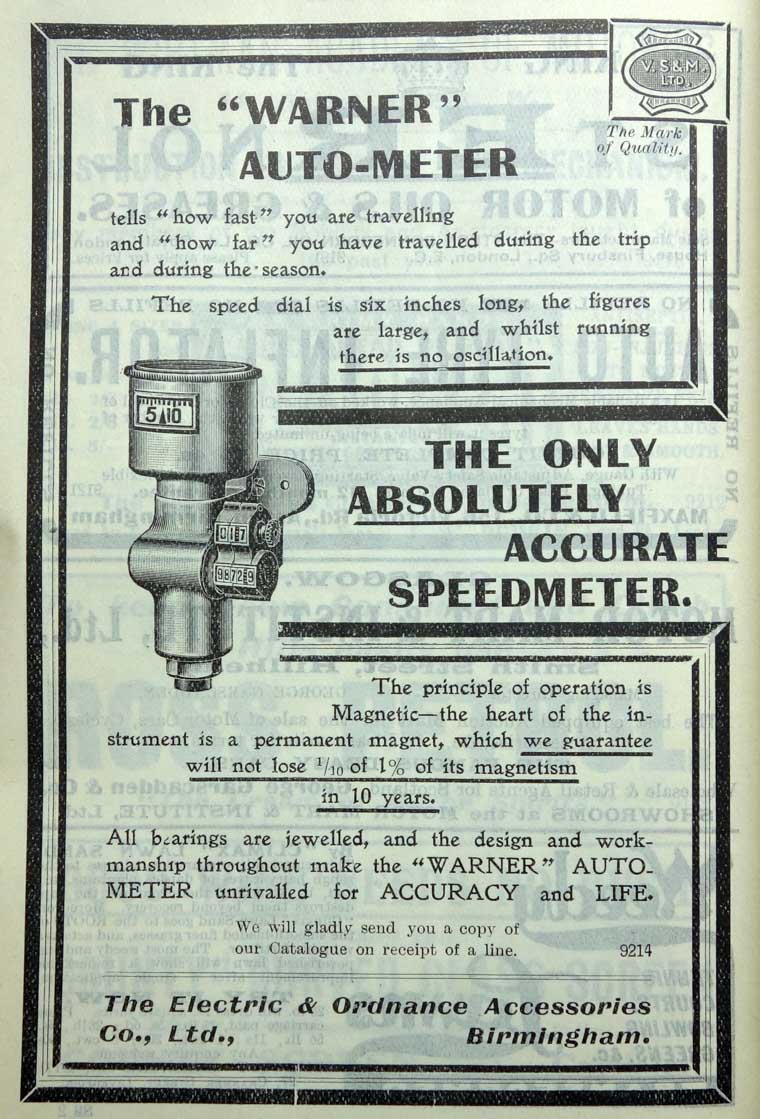 V.S&M.
LTD.
The Mark
of Quality.
The "WARNER"
AUTO-METER
tells "how fast" you are travelling
and "how far" you have travelled during the trip
and during the season.
The speed dial is six inches long, the figures
are large, and whilst running
there is no oscillation.
5 10
017
98729
THE ONLY
ABSOLUTELY
ACCURATE
SPEEDMETER.
The principle of operation is
Magnetic—the heart of the in-
strument is a permanent magnet, which we guarantee
will not lose 1/10 of 1% of its magnetism
in 10 years.
All bearings are jewelled, and the design and work-
manship throughout make the "WARNER" AUTO-
METER unrivalled for ACCURACY and LIFE.
We will gladly send you a copy of
our Catalogue on receipt of a line. 9214
The Electric & Ordnance Accessories
Co., Ltd., Birmingham.